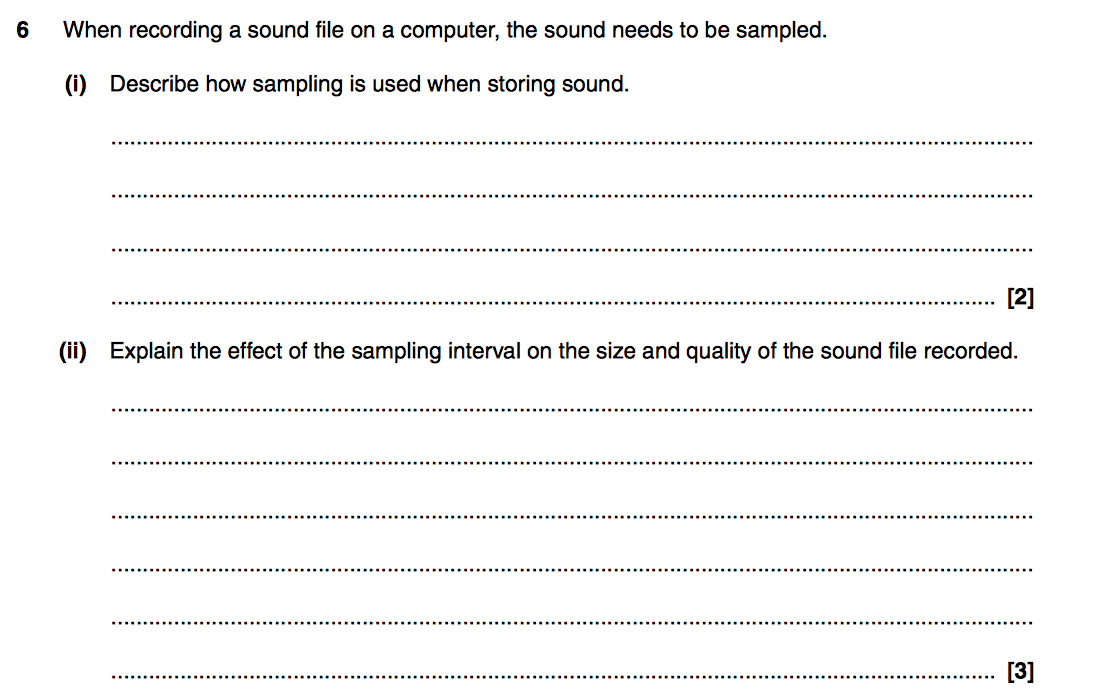 6 When recording a sound file on a computer, the sound needs to be sampled.
(i) Describe how sampling is used when storing sound.
[2]
(ii) Explain the effect of the sampling interval on the size and quality of the sound file recorded.
[3]